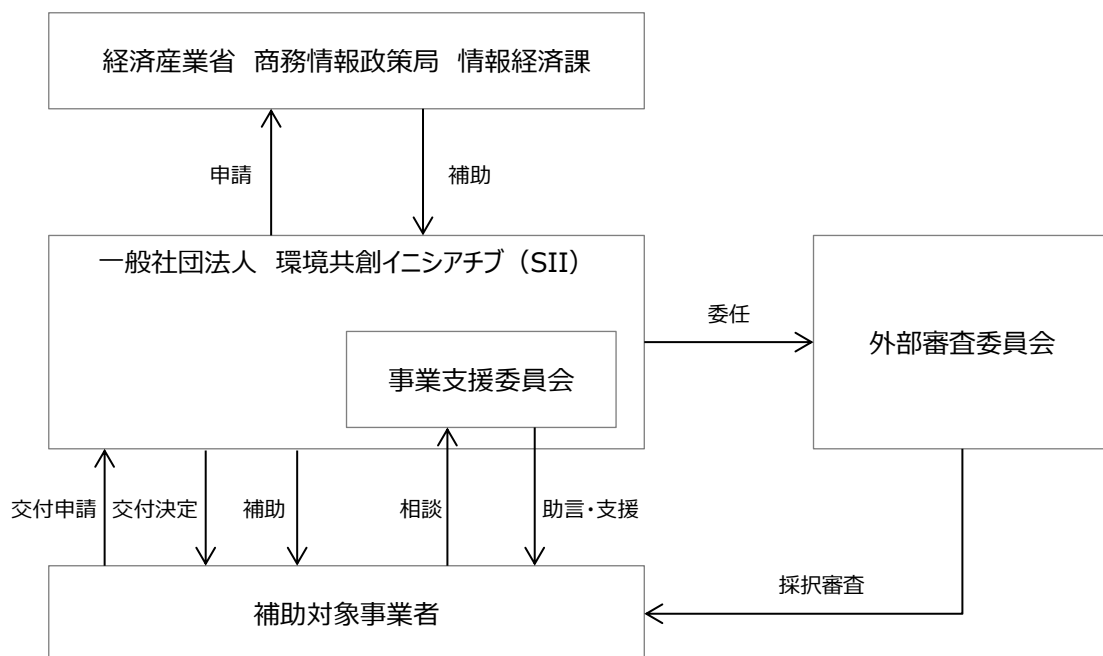 経済産業省 商務情報政策局 情報経済課
申請
補助
一般社団法人 環境共創イニシアチブ（SII）
委任
外部審査委員会
事業支援委員会
交付申請
交付決定
補助
相談
助言・支援
採択審査
補助対象事業者